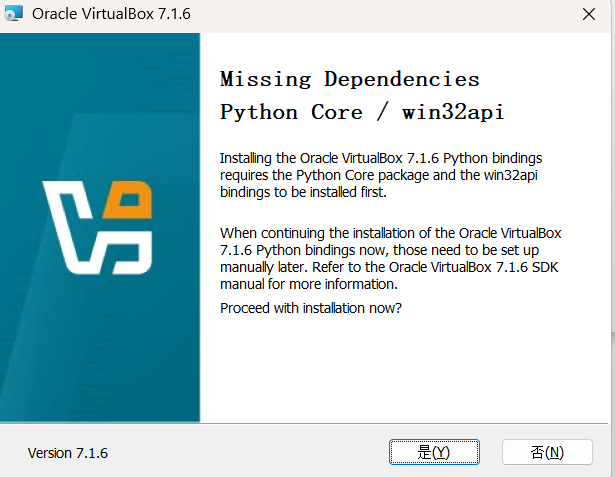 Oracle VirtualBox 7.1.6
Missing Dependencies
Python Core / win32api
Installing the Oracle VirtualBox 7.1.6 Python bindings
requires the Python Core package and the win32api
bindings to be installed first.
When continuing the installation of the Oracle VirtualBox
7.1.6 Python bindings now, those need to be set up
manually later. Refer to the Oracle VirtualBox 7.1.6 SDK
manual for more information.
Proceed with installation now?
Version 7.1.6
是(Y)
否(N)